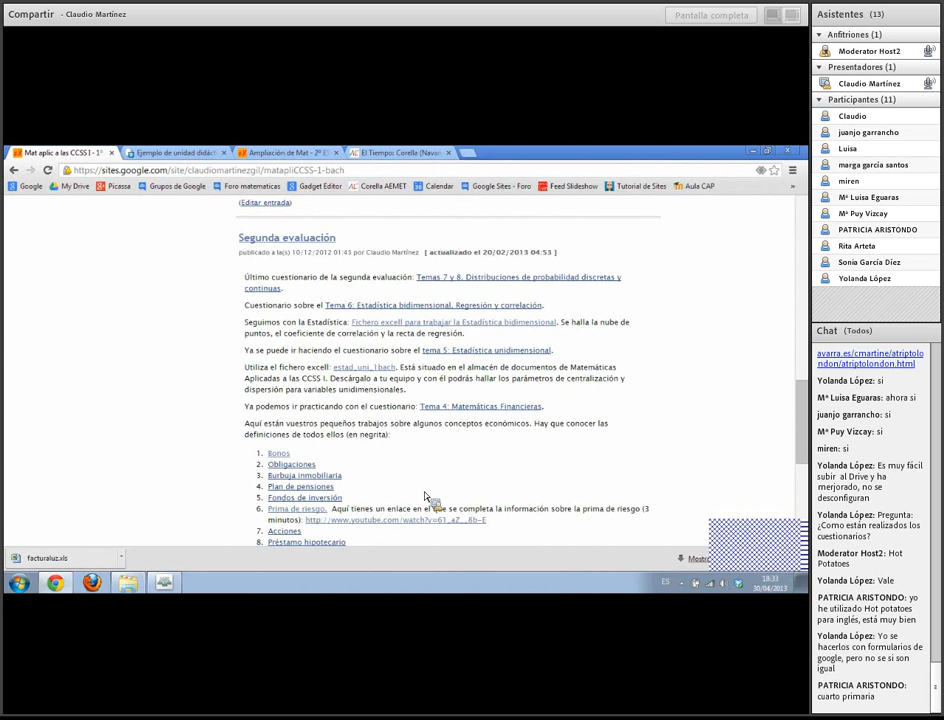 Compartir - Claudio Martínez
Pantalla completa
Mat aplic a las CCSS I - 1º
Ejemplo de unidad didáct
Ampliación de Mat - 2º E
El Tiempo: Corella (Navar
https://sites.google.com/site/claudiomartinezgil/matapliCCSS-1-bach
Google
My Drive
Picassa
Grupos de Google
Foro matematicas
Gadget Editor
Corella AEMET
Calendar
Google Sites - Foro
Feed Slideshow
Tutorial de Sites
Aula CAP
»
(Editar entrada)
Segunda evaluación
publicado a la(s) 10/12/2012 01:43 por Claudio Martínez [ actualizado el 20/02/2013 04:53 ]
Último cuestionario de la segunda evaluación: Temas 7 y 8. Distribuciones de probabilidad discretas y
continuas.
Cuestionario sobre el Tema 6: Estadística bidimensional. Regresión y correlación.
Seguimos con la Estadística: Fichero excell para trabajar la Estadística bidimensional. Se halla la nube de
puntos, el coeficiente de correlación y la recta de regresión.
Ya se puede ir haciendo el cuestionario sobre el tema 5: Estadística unidimensional.
Utiliza el fichero excell: estad_uni_1bach. Está situado en el almacén de documentos de Matemáticas
Aplicadas a las CCSS I. Descárgalo a tu equipo y con él podrás hallar los parámetros de centralización y
dispersión para variables unidimensionales.
Ya podemos ir practicando con el cuestionario: Tema 4: Matemáticas Financieras.
Aquí están vuestros pequeños trabajos sobre algunos conceptos económicos. Hay que conocer las
definiciones de todos ellos (en negrita):
1. Bonos
2. Obligaciones
3. Burbuja inmobiliaria
4. Plan de pensiones
5. Fondos de inversión
6. Prima de riesgo. Aquí tienes un enlace en el que se completa la información sobre la prima de riesgo (3
minutos): http://www.youtube.com/watch?v=61_aZ__6b-E
7. Acciones
8. Préstamo hipotecario
facturaluz.xls
Mostr
ES
18:33
30/04/2013
Asistentes (13)
Anfitriones (1)
Moderator Host2
Presentadores (1)
Claudio Martínez
Participantes (11)
Claudio
juanjo garrancho
Luisa
marga garcía santos
miren
Mª Luisa Eguaras
Mª Puy Vizcay
PATRICIA ARISTONDO
Rita Arteta
Sonia García Díez
Yolanda López
Chat (Todos)
avarra.es/cmartine/atriptolo
ndon/atriptolondon.html
Yolanda López: si
Mª Luisa Eguaras: ahora si
juanjo garrancho: si
Mª Puy Vizcay: si
miren: si
Yolanda López: Es muy fácil
subir al Drive y ha
merjorado, no se
desconfiguran
Yolanda López: Pregunta:
¿Como están realizados los
cuestionarios?
Moderator Host2: Hot
Potatoes
Yolanda López: Vale
PATRICIA ARISTONDO: yo
he utilizado Hot potatoes
para inglés, está muy bien
Yolanda López: Yo se
hacerlos con formularios de
google, pero no se si son
igual
PATRICIA ARISTONDO:
cuarto primaria